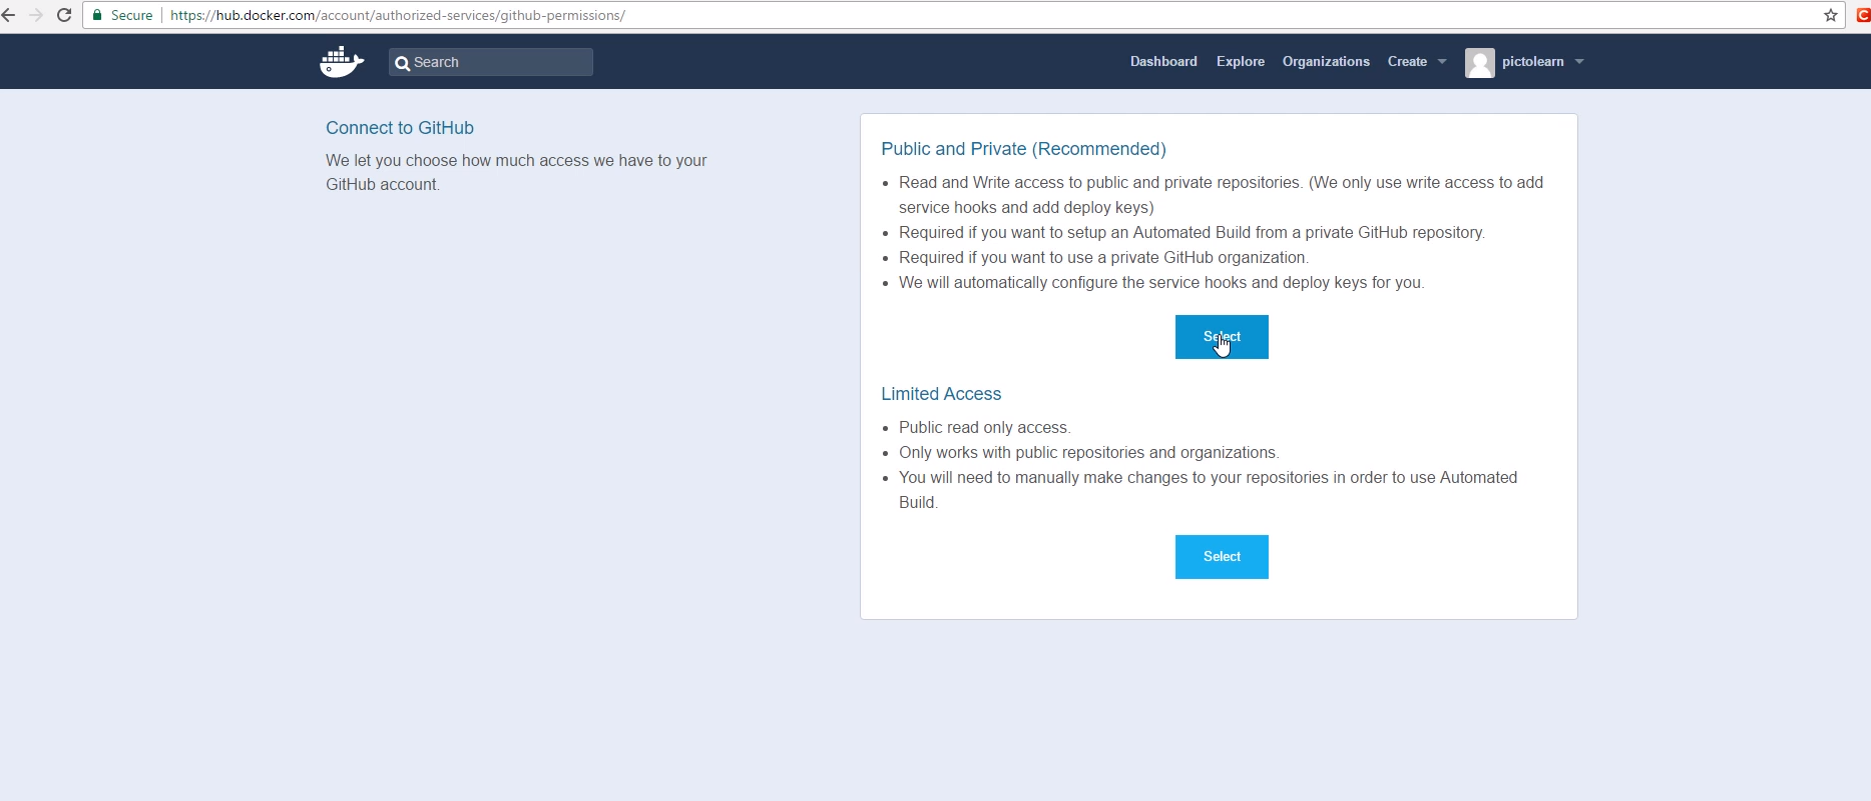 Secure https://hub.docker.com/account/authorized-services/github-permissions/
Search
Dashboard Explore Organizations Create pictolearn
Connect to GitHub
We let you choose how much access we have to your
GitHub account.
Public and Private (Recommended)
Read and Write access to public and private repositories. (We only use write access to add
service hooks and add deploy keys)
Required if you want to setup an Automated Build from a private GitHub repository.
Required if you want to use a private GitHub organization.
We will automatically configure the service hooks and deploy keys for you.
Select
Limited Access
Public read only access.
Only works with public repositories and organizations.
You will need to manually make changes to your repositories in order to use Automated
Build.
Select